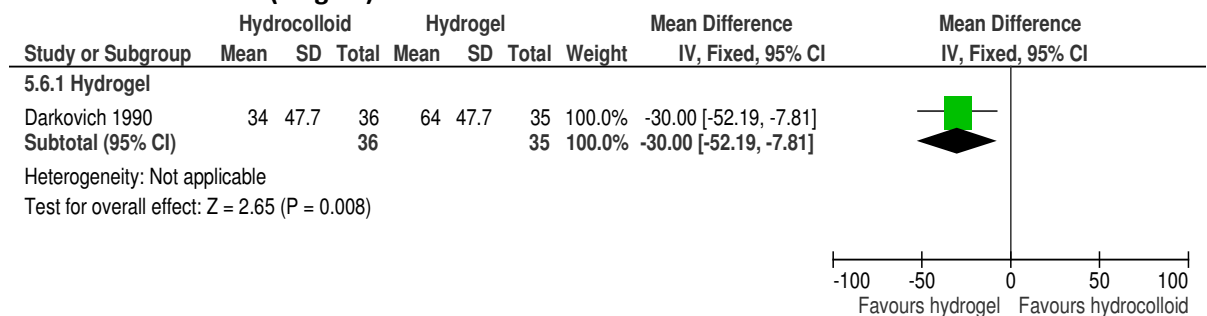 Hydrocolloid Hydrogel Mean Difference Mean Difference
Study or Subgroup Mean SD Total Mean SD Total Weight IV, Fixed, 95% CI IV, Fixed, 95% CI
5.6.1 Hydrogel
Darkovich 1990 34 47.7 36 64 47.7 35 100.0% -30.00 [-52.19, -7.81]
Subtotal (95% CI) 36 35 100.0% -30.00 [-52.19, -7.81]
Heterogeneity: Not applicable
Test for overall effect: Z = 2.65 (P = 0.008)
-100 -50 0 50 100
Favours hydrogel Favours hydrocolloid